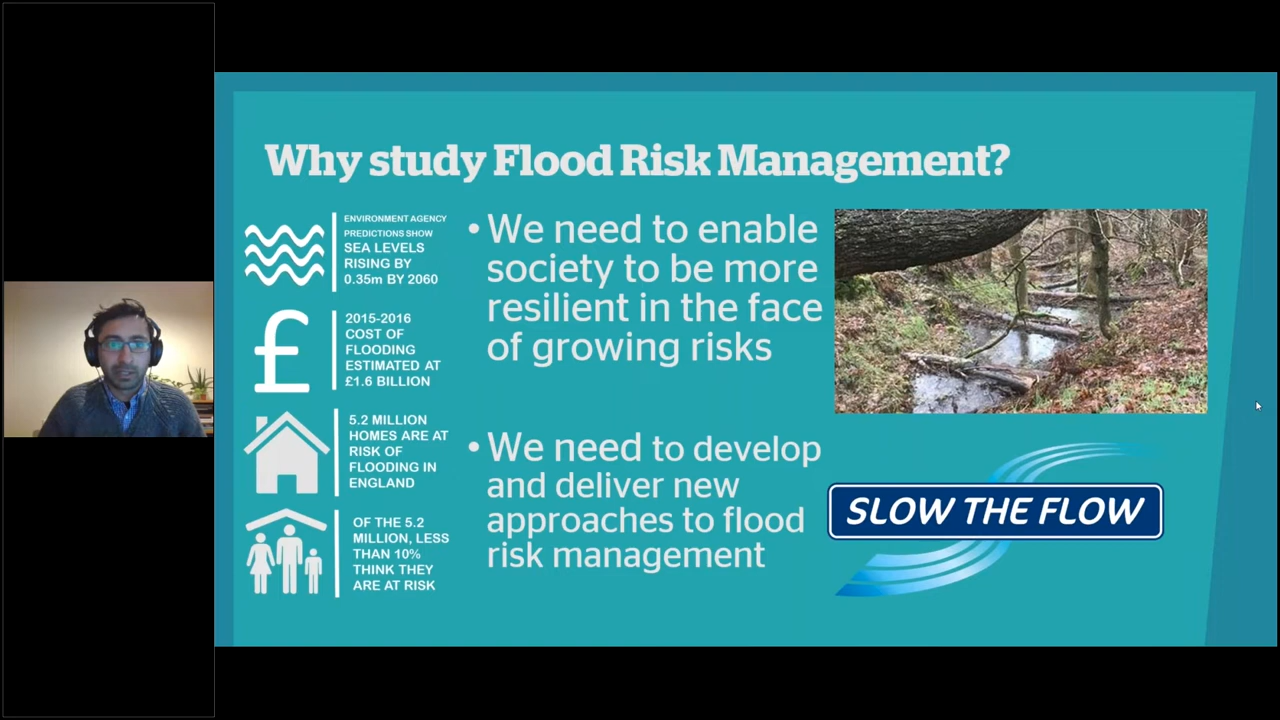 Why study Flood Risk Management?
ENVIRONMENT AGENCY
PREDICTIONS SHOW
SEA LEVELS
RISING BY
0.35m BY 2060
£
2015-2016
COST OF
FLOODING
ESTIMATED AT
£1.6 BILLION
5.2 MILLION
HOMES ARE AT
RISK OF
FLOODING IN
ENGLAND
OF THE 5.2
MILLION, LESS
THAN 10%
THINK THEY
ARE AT RISK
• We need to enable
society to be more
resilient in the face
of growing risks
• We need to develop
and deliver new
approaches to flood
risk management
SLOW THE FLOW